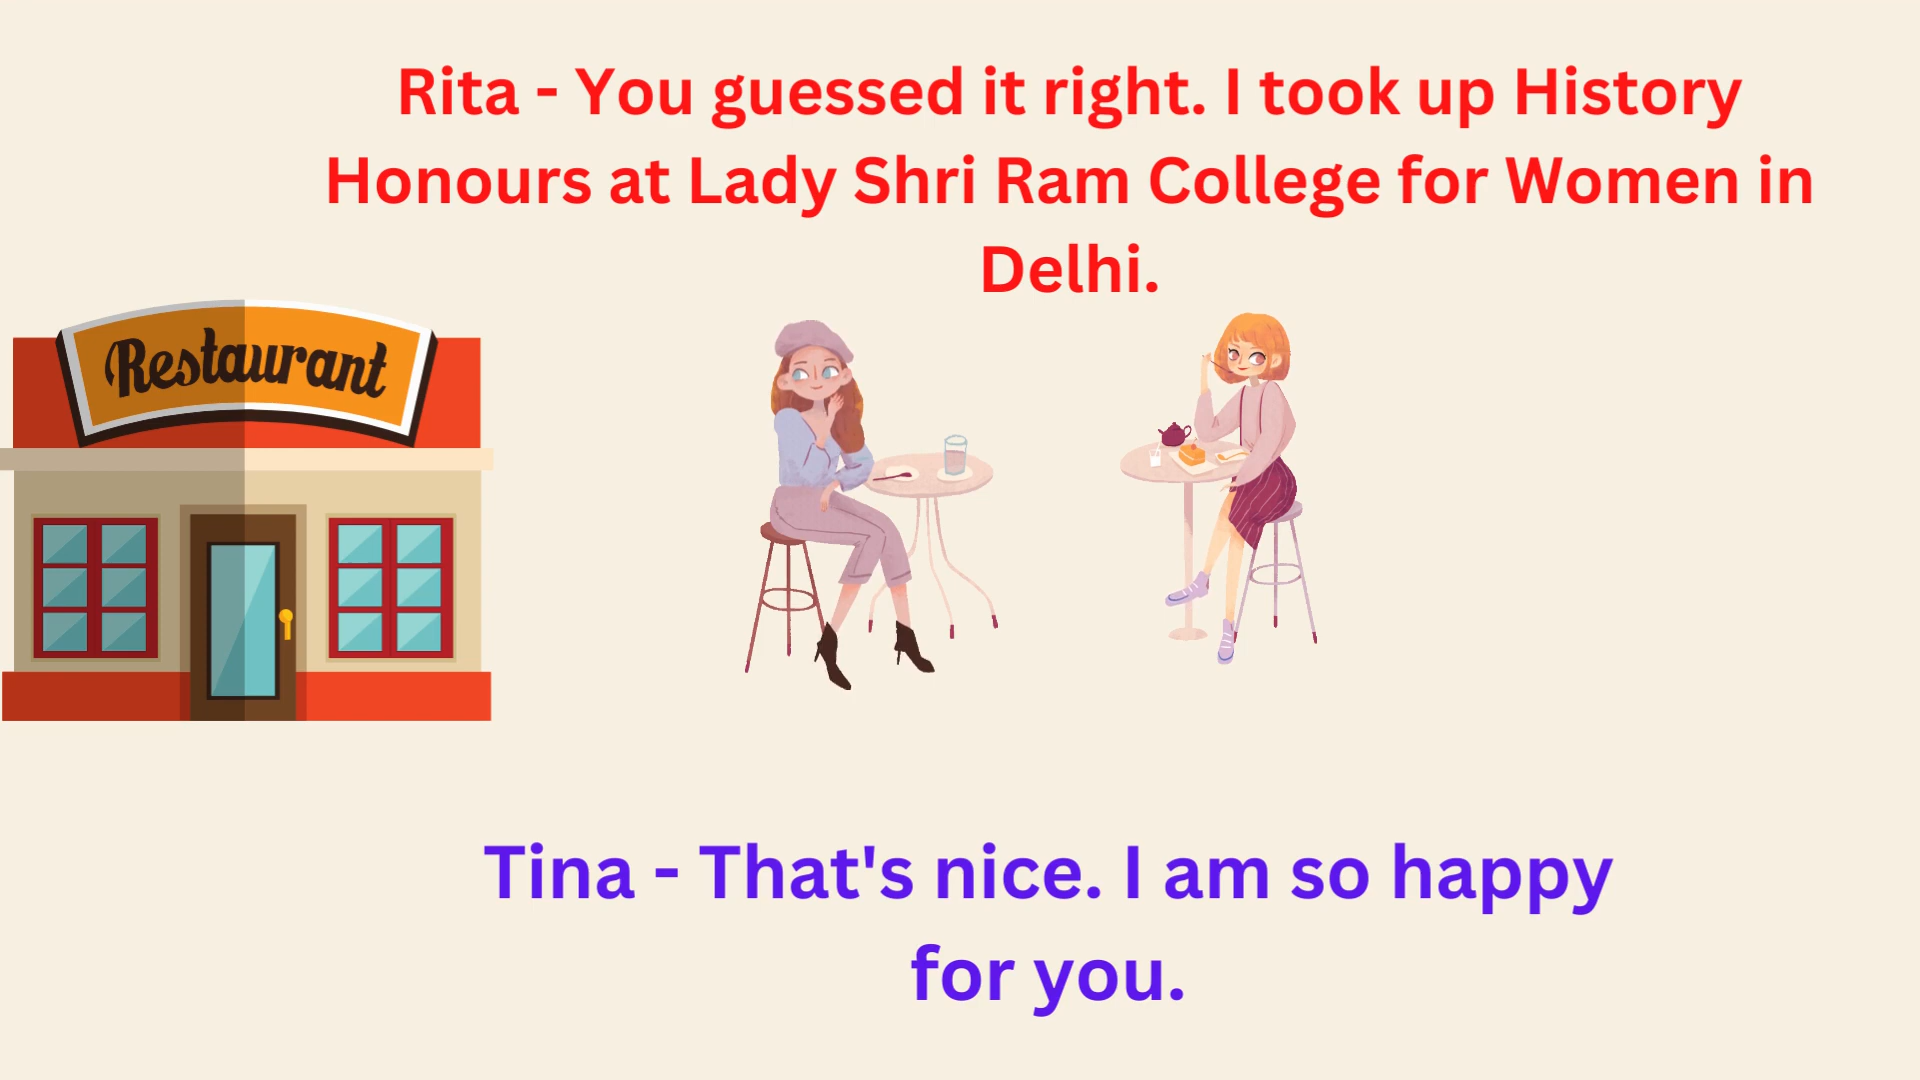 Rita - You guessed it right. I took up History
Honours at Lady Shri Ram College for Women in
Delhi.
Restaurant
Tina - That's nice. I am so happy
for you.